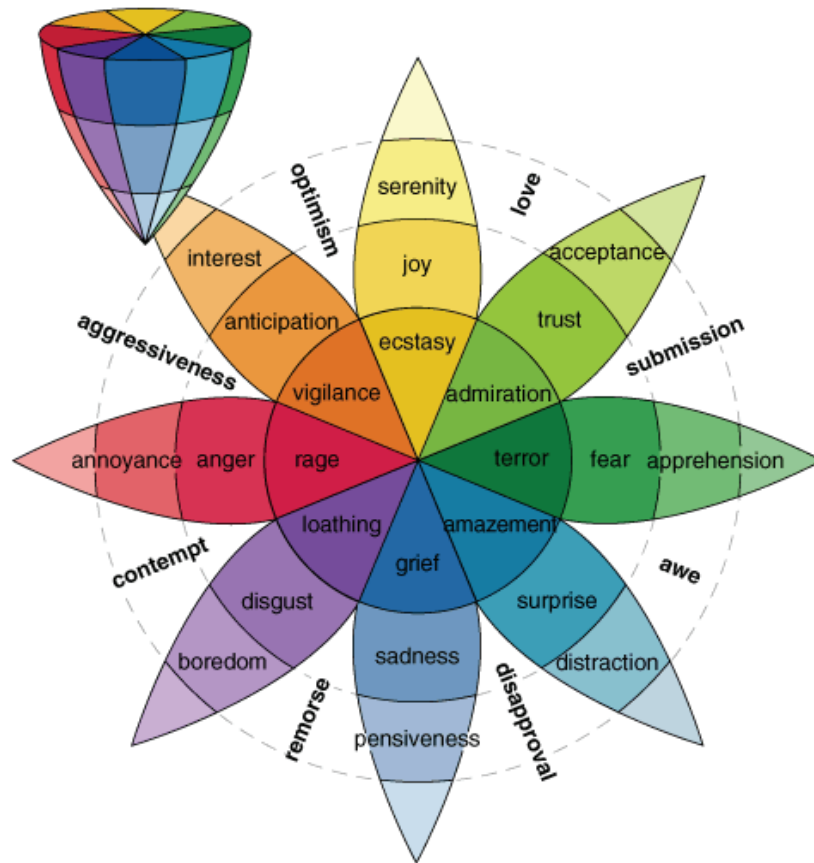 optimism
serenity
love
interest
acceptance
joy
anticipation
trust
aggressiveness
ecstasy
submission
vigilance
admiration
annoyance
anger
rage
terror
fear
apprehension
loathing
amazement
contempt
grief
awe
disgust
surprise
boredom
sadness
distraction
remorse
disapproval
pensiveness